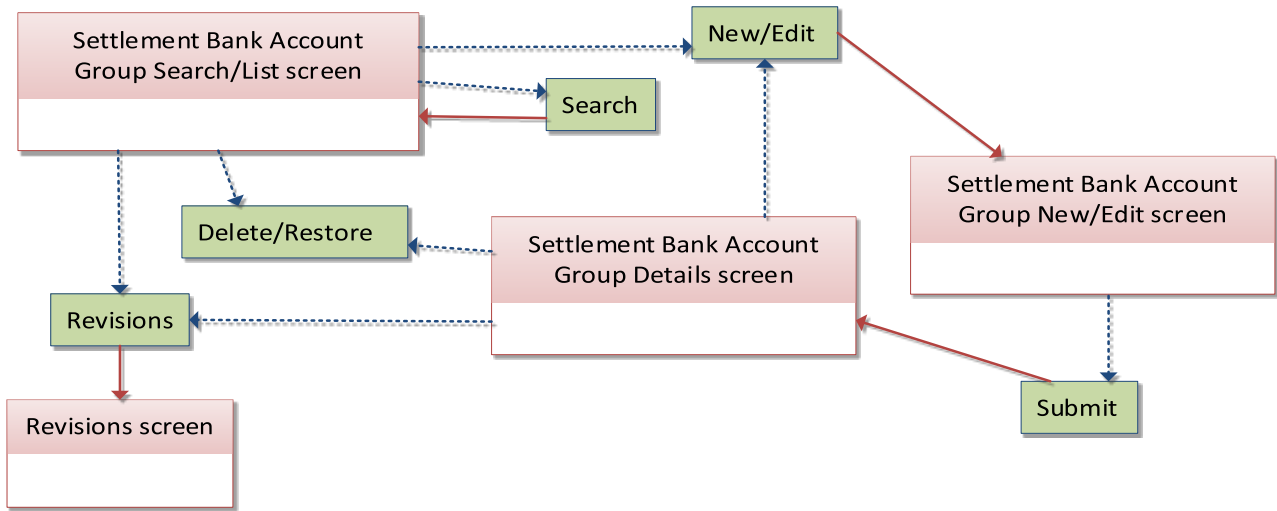 Settlement Bank Account
Group Search/List screen
New/Edit
Search
Settlement Bank Account
Group New/Edit screen
Delete/Restore
Settlement Bank Account
Group Details screen
Revisions
Submit
Revisions screen